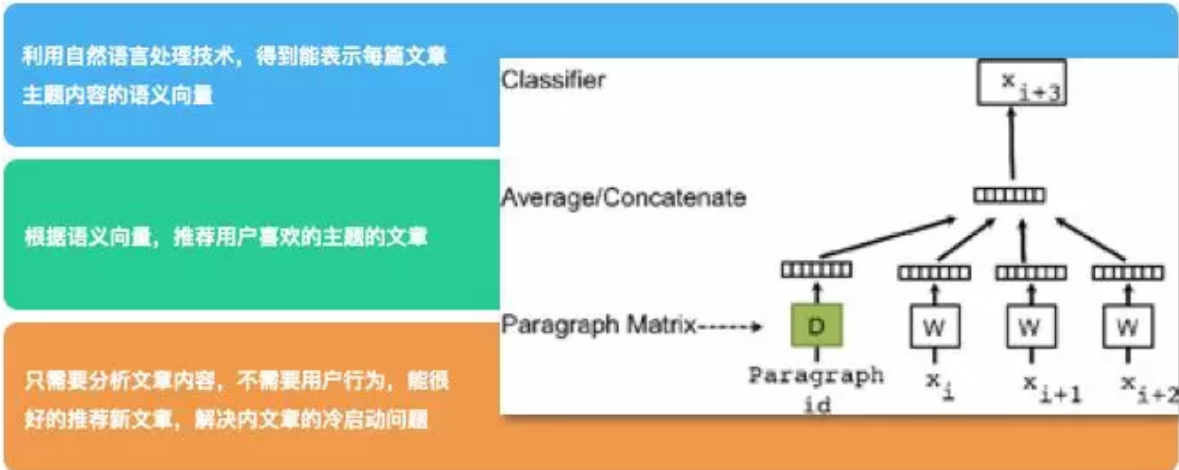 利用自然语言处理技术，得到能表示每篇文章
主题内容的语义向量
根据语义向量，推荐用户喜欢的主题的文章
只需要分析文章内容，不需要用户行为，能很
好的推荐新文章，解决内文章的冷启动问题
Classifier
x i+3
Average/Concatenate
Paragraph Matrix
D W W W
Paragraph id
x i x i+1 x i+2